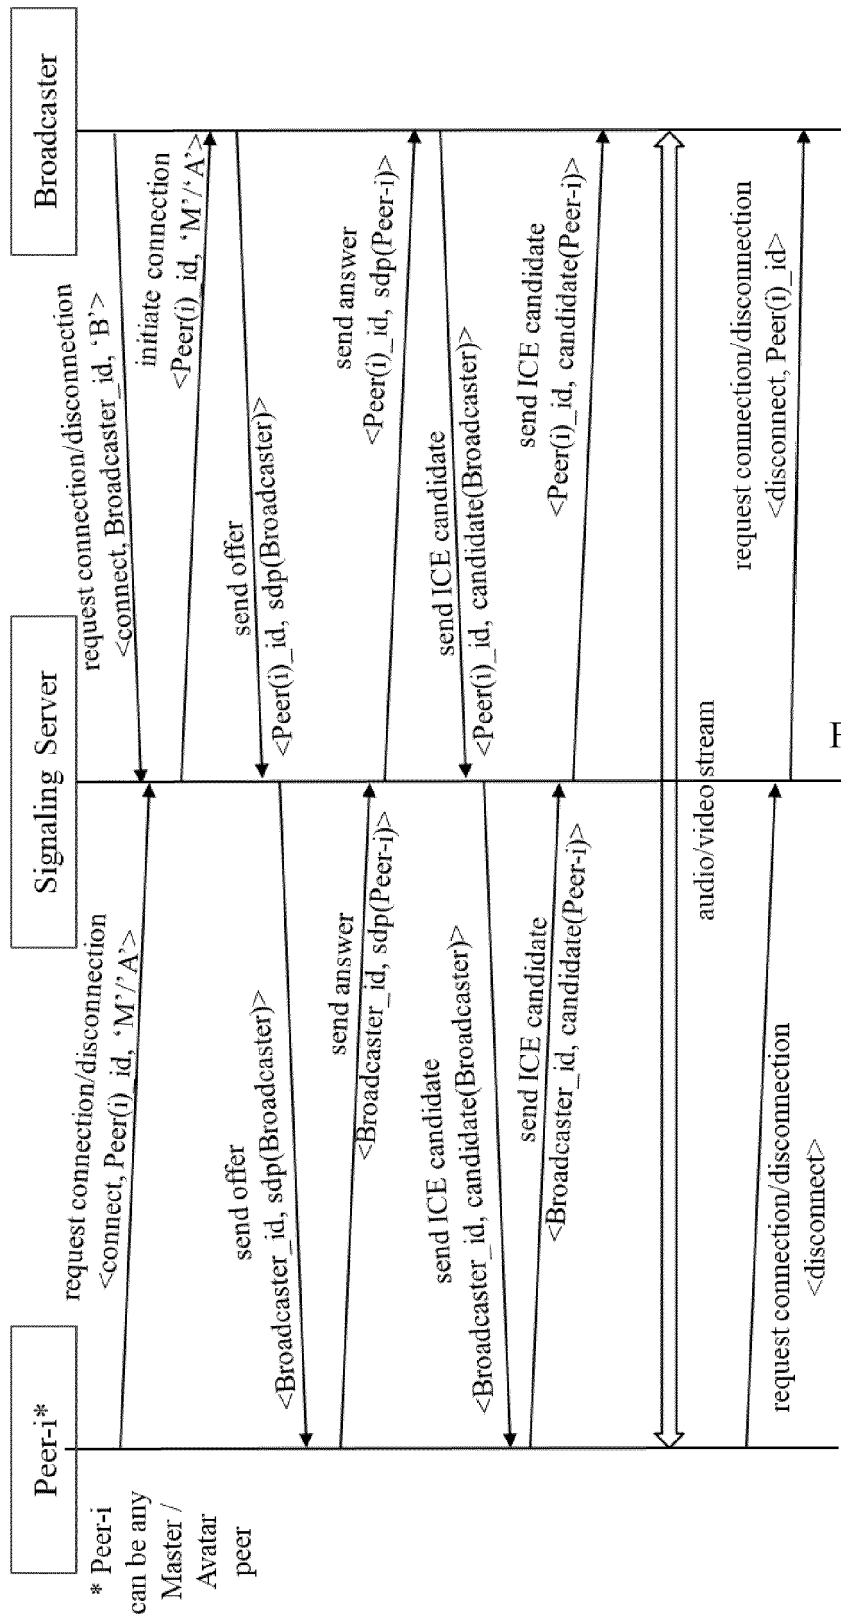 Peer-i*
Signaling Server
Broadcaster
* Peer-i
can be any
Master /
Avatar
peer
request connection/disconnection
<connect, Peer(i)_id, ‘M’/’A’>
request connection/disconnection
<connect, Broadcaster_id, ‘B’>
initiate connection
<Peer(i)_id, ‘M’/‘A’>
send offer
<Peer(i)_id, sdp(Broadcaster)>
send offer
<Broadcaster_id, sdp(Broadcaster)>
send answer
<Broadcaster_id, sdp(Peer-i)>
send answer
<Peer(i)_id, sdp(Peer-i)>
send ICE candidate
<Peer(i)_id, candidate(Broadcaster)>
send ICE candidate
<Broadcaster_id, candidate(Broadcaster)>
send ICE candidate
<Broadcaster_id, candidate(Peer-i)>
send ICE candidate
<Peer(i)_id, candidate(Peer-i)>
audio/video stream
request connection/disconnection
<disconnect>
request connection/disconnection
<disconnect, Peer(i)_id>